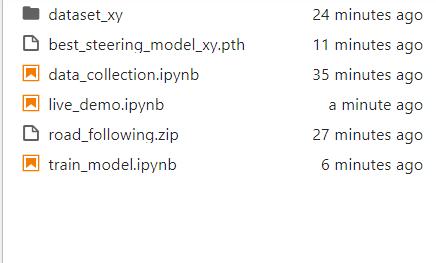 dataset_xy 24 minutes ago
best_steering_model_xy.pth 11 minutes ago
data_collection.ipynb 35 minutes ago
live_demo.ipynb a minute ago
road_following.zip 27 minutes ago
train_model.ipynb 6 minutes ago